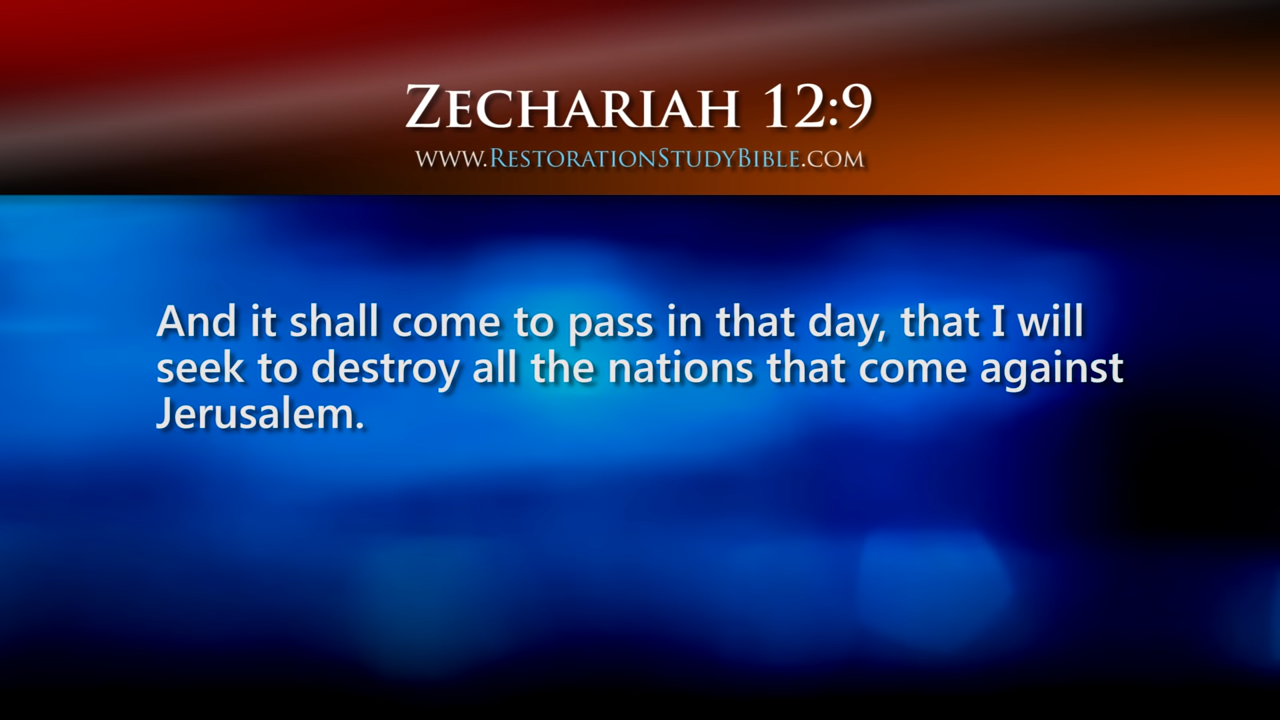 Zechariah 12:9
www.RestorationStudyBible.com
And it shall come to pass in that day, that I will
seek to destroy all the nations that come against
Jerusalem.